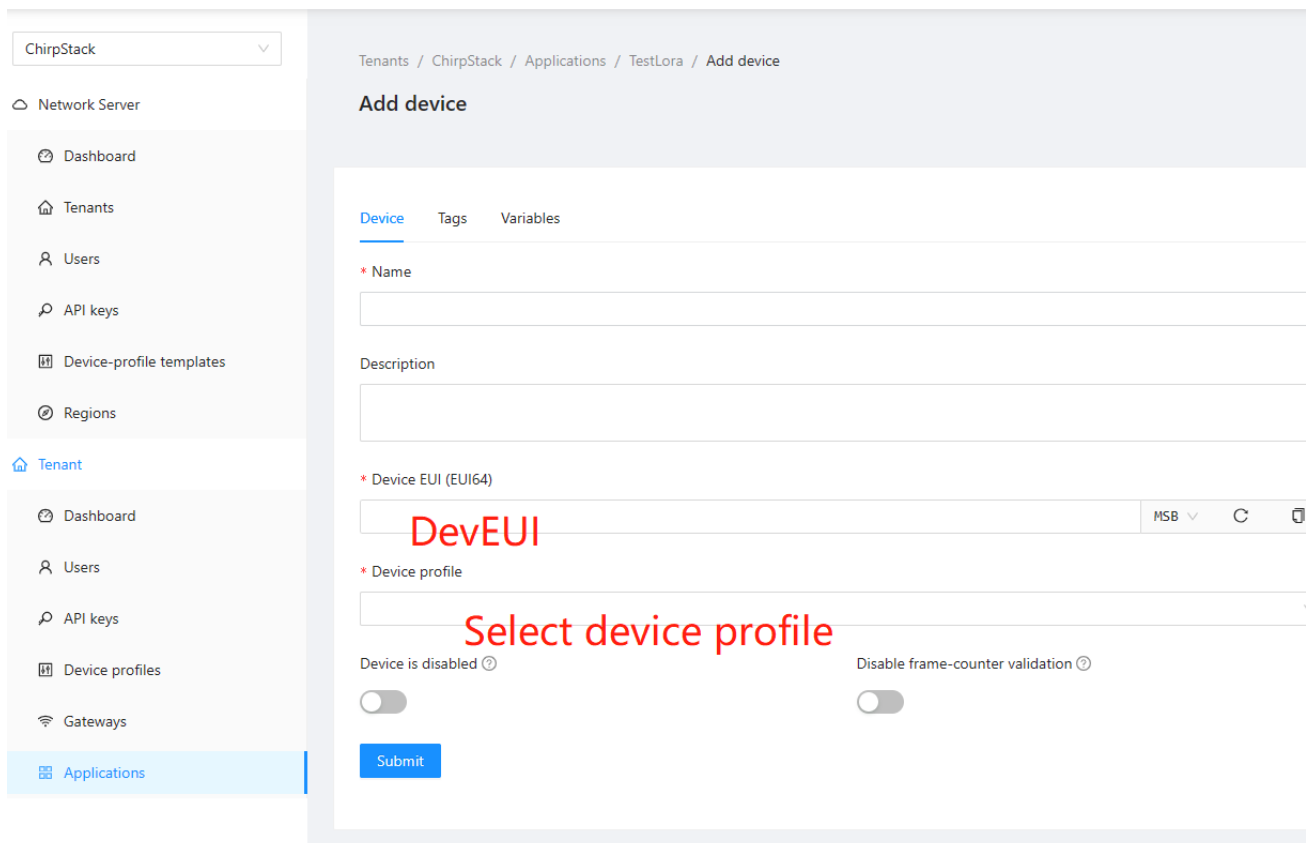 ChirpStack
Network Server
Dashboard
Tenants
Users
API keys
Device-profile templates
Regions
Tenant
Dashboard
Users
API keys
Device profiles
Gateways
Applications
Tenants / ChirpStack / Applications / TestLora / Add device
Add device
Device Tags Variables
* Name
Description
* Device EUI (EUI64)
DevEUI
MSB
* Device profile
Select device profile
Device is disabled Disable frame-counter validation
Submit